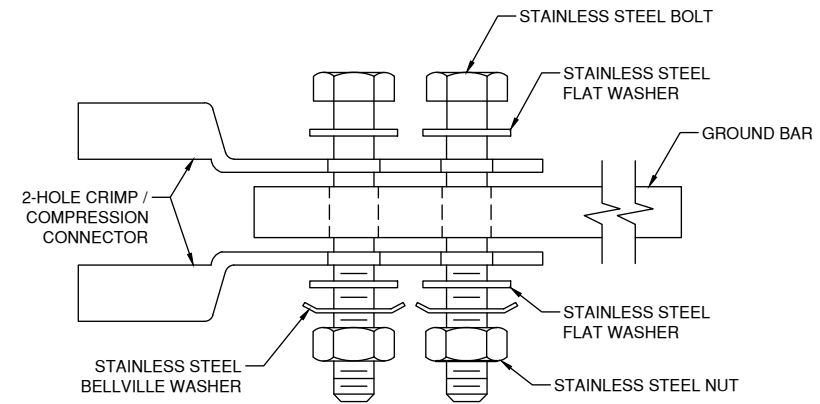 STAINLESS STEEL BOLT
STAINLESS STEEL
FLAT WASHER
GROUND BAR
2-HOLE CRIMP /
COMPRESSION
CONNECTOR
STAINLESS STEEL
FLAT WASHER
STAINLESS STEEL
BELLVILLE WASHER
STAINLESS STEEL NUT